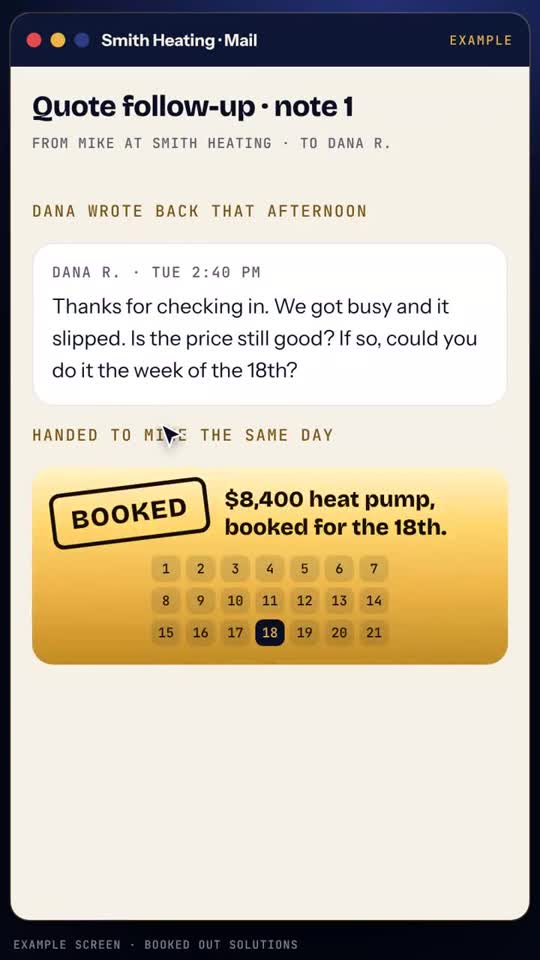 Smith Heating · Mail
EXAMPLE
Quote follow-up · note 1
FROM MIKE AT SMITH HEATING · TO DANA R.
DANA WROTE BACK THAT AFTERNOON
DANA R. · TUE 2:40 PM
Thanks for checking in. We got busy and it
slipped. Is the price still good? If so, could you
do it the week of the 18th?
HANDED TO MIKE THE SAME DAY
BOOKED
$8,400 heat pump,
booked for the 18th.
1 2 3 4 5 6 7
8 9 10 11 12 13 14
15 16 17 18 19 20 21
EXAMPLE SCREEN · BOOKED OUT SOLUTIONS